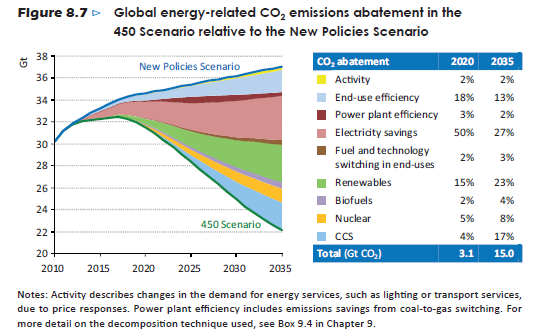 Figure 8.7 ▷ Global energy-related CO₂ emissions abatement in the
450 Scenario relative to the New Policies Scenario
Gt
38
36
34
32
30
28
26
24
22
20
2010 2015 2020 2025 2030 2035
New Policies Scenario
450 Scenario
CO₂ abatement 2020 2035
Activity 2% 2%
End-use efficiency 18% 13%
Power plant efficiency 3% 2%
Electricity savings 50% 27%
Fuel and technology
switching in end-uses 2% 3%
Renewables 15% 23%
Biofuels 2% 4%
Nuclear 5% 8%
CCS 4% 17%
Total (Gt CO₂) 3.1 15.0
Notes: Activity describes changes in the demand for energy services, such as lighting or transport services,
due to price responses. Power plant efficiency includes emissions savings from coal-to-gas switching. For
more detail on the decomposition technique used, see Box 9.4 in Chapter 9.